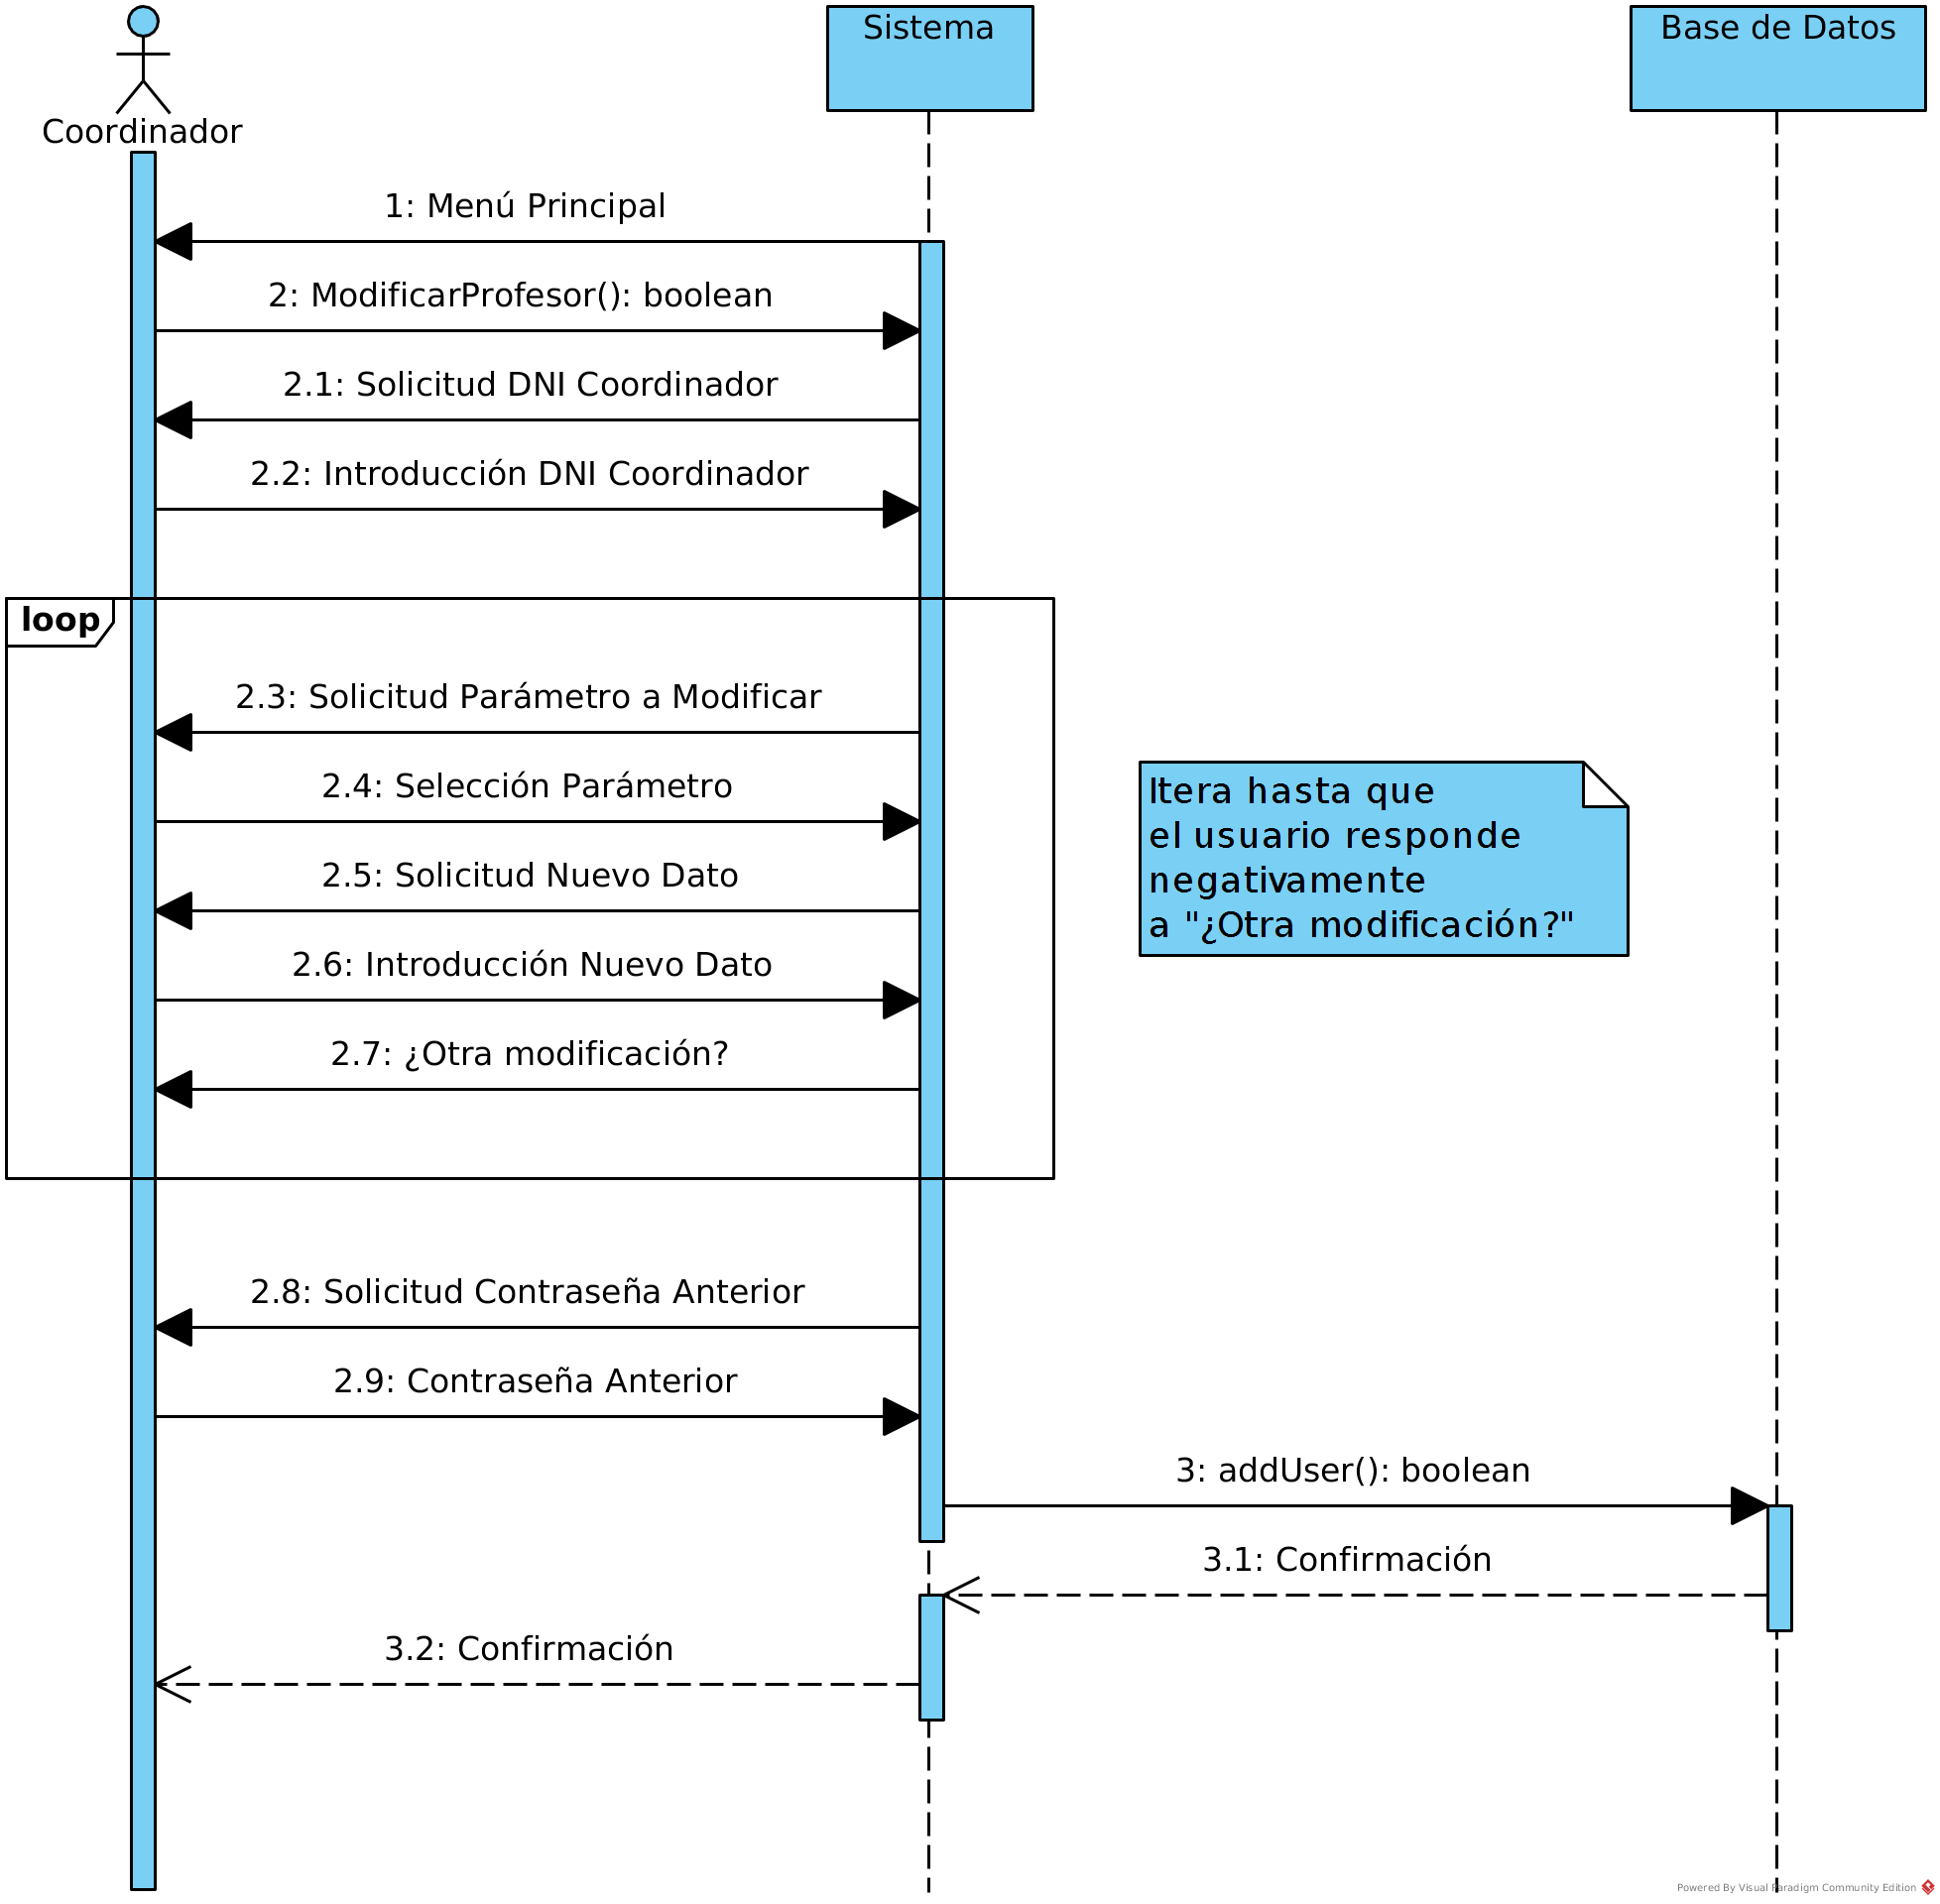 Coordinador
Sistema
Base de Datos
1: Menú Principal
2: ModificarProfesor(): boolean
2.1: Solicitud DNI Coordinador
2.2: Introducción DNI Coordinador
loop
2.3: Solicitud Parámetro a Modificar
2.4: Selección Parámetro
2.5: Solicitud Nuevo Dato
2.6: Introducción Nuevo Dato
2.7: ¿Otra modificación?
Itera hasta que
el usuario responde
negativamente
a "¿Otra modificación?"
2.8: Solicitud Contraseña Anterior
2.9: Contraseña Anterior
3: addUser(): boolean
3.1: Confirmación
3.2: Confirmación
Powered By Visual Paradigm Community Edition